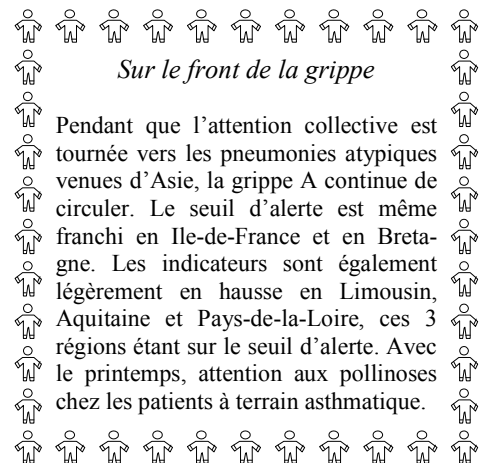 Sur le front de la grippe
Pendant que l'attention collective est
tournée vers les pneumonies atypiques
venues d'Asie, la grippe A continue de
circuler. Le seuil d'alerte est même
franchi en Ile-de-France et en Breta-
gne. Les indicateurs sont également
légèrement en hausse en Limousin,
Aquitaine et Pays-de-la-Loire, ces 3
régions étant sur le seuil d'alerte. Avec
le printemps, attention aux pollinoses
chez les patients à terrain asthmatique.